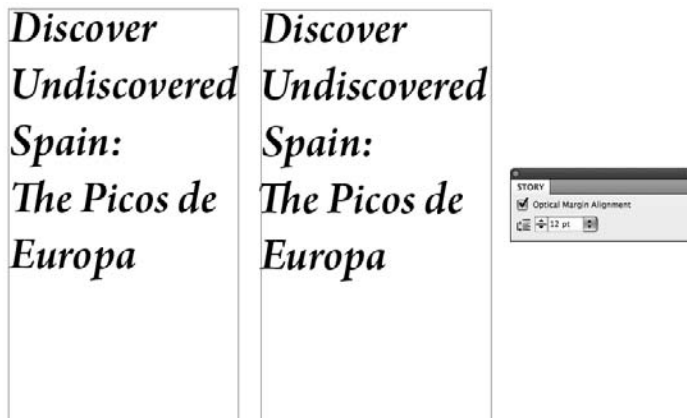 Discover
Undiscovered
Spain:
The Picos de
Europa
Discover
Undiscovered
Spain:
The Picos de
Europa
STORY
Optical Margin Alignment
12 pt